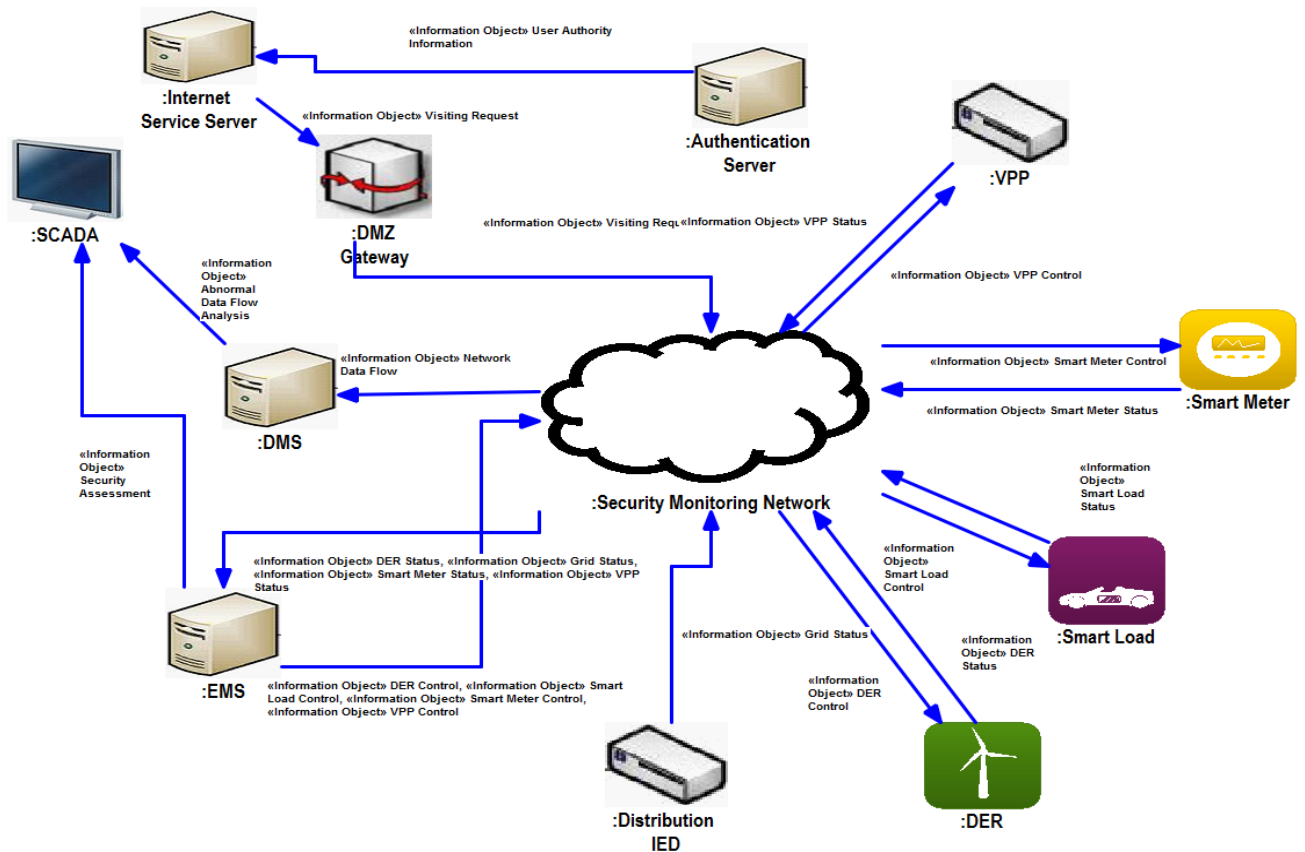 «Information Object» User Authority
Information
:Internet
Service Server
«Information Object» Visiting Request
:Authentication
Server
:VPP
:SCADA
:DMZ
Gateway
«Information Object» Visiting Requ
«Information Object» VPP Status
«Information Object» VPP Control
«Information
Object»
Abnormal
Data Flow
Analysis
«Information Object» Network
Data Flow
«Information Object» Smart Meter Control
«Information Object» Smart Meter Status
:Smart Meter
:DMS
«Information
Object»
Security
Assessment
:Security Monitoring Network
«Information
Object»
Smart Load
Status
«Information
Object»
Smart Load
Control
:Smart Load
«Information Object» DER Status, «Information Object» Grid Status,
«Information Object» Smart Meter Status, «Information Object» VPP
Status
:EMS
«Information Object» DER Control, «Information Object» Smart
Load Control, «Information Object» Smart Meter Control,
«Information Object» VPP Control
«Information Object» Grid Status
«Information
Object» DER
Status
«Information
Object» DER
Control
:Distribution
IED
:DER